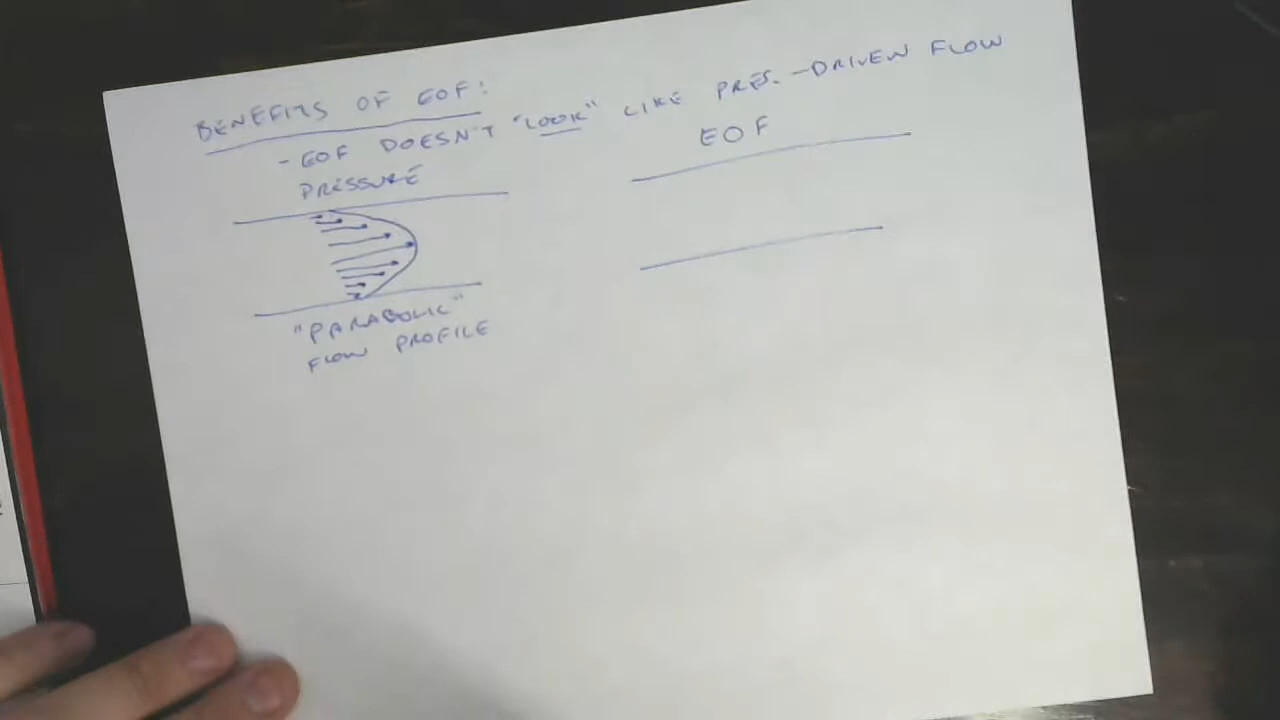 BENEFITS OF EOF:
- EOF DOESN'T "LOOK" LIKE PRES.-DRIVEN FLOW
PRESSURE
EOF
"PARABOLIC"
FLOW PROFILE